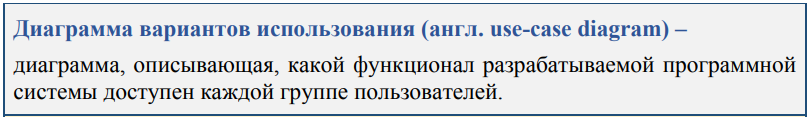 Диаграмма вариантов использования (англ. use-case diagram) –
диаграмма, описывающая, какой функционал разрабатываемой программной
системы доступен каждой группе пользователей.